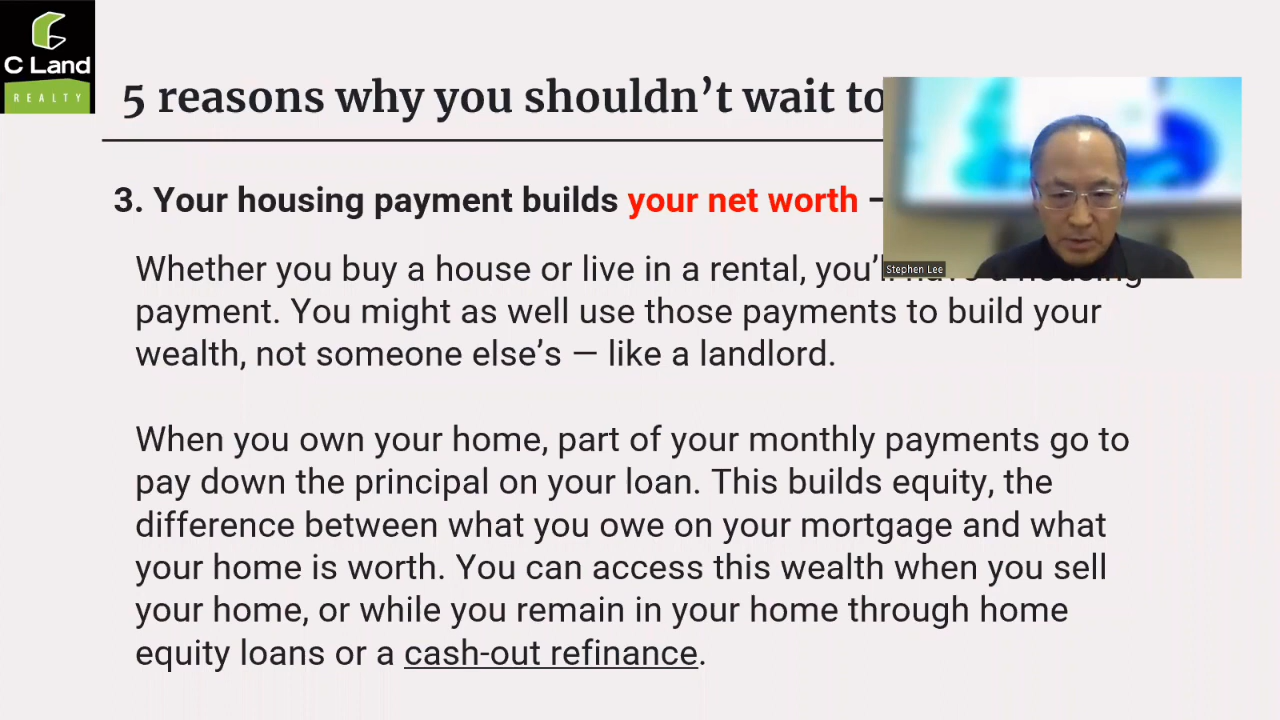 C Land
REALTY
5 reasons why you shouldn’t wait to
3. Your housing payment builds your net worth –
Whether you buy a house or live in a rental, you’ll have a housing
payment. You might as well use those payments to build your
wealth, not someone else’s — like a landlord.
When you own your home, part of your monthly payments go to
pay down the principal on your loan. This builds equity, the
difference between what you owe on your mortgage and what
your home is worth. You can access this wealth when you sell
your home, or while you remain in your home through home
equity loans or a cash-out refinance.
Stephen Lee